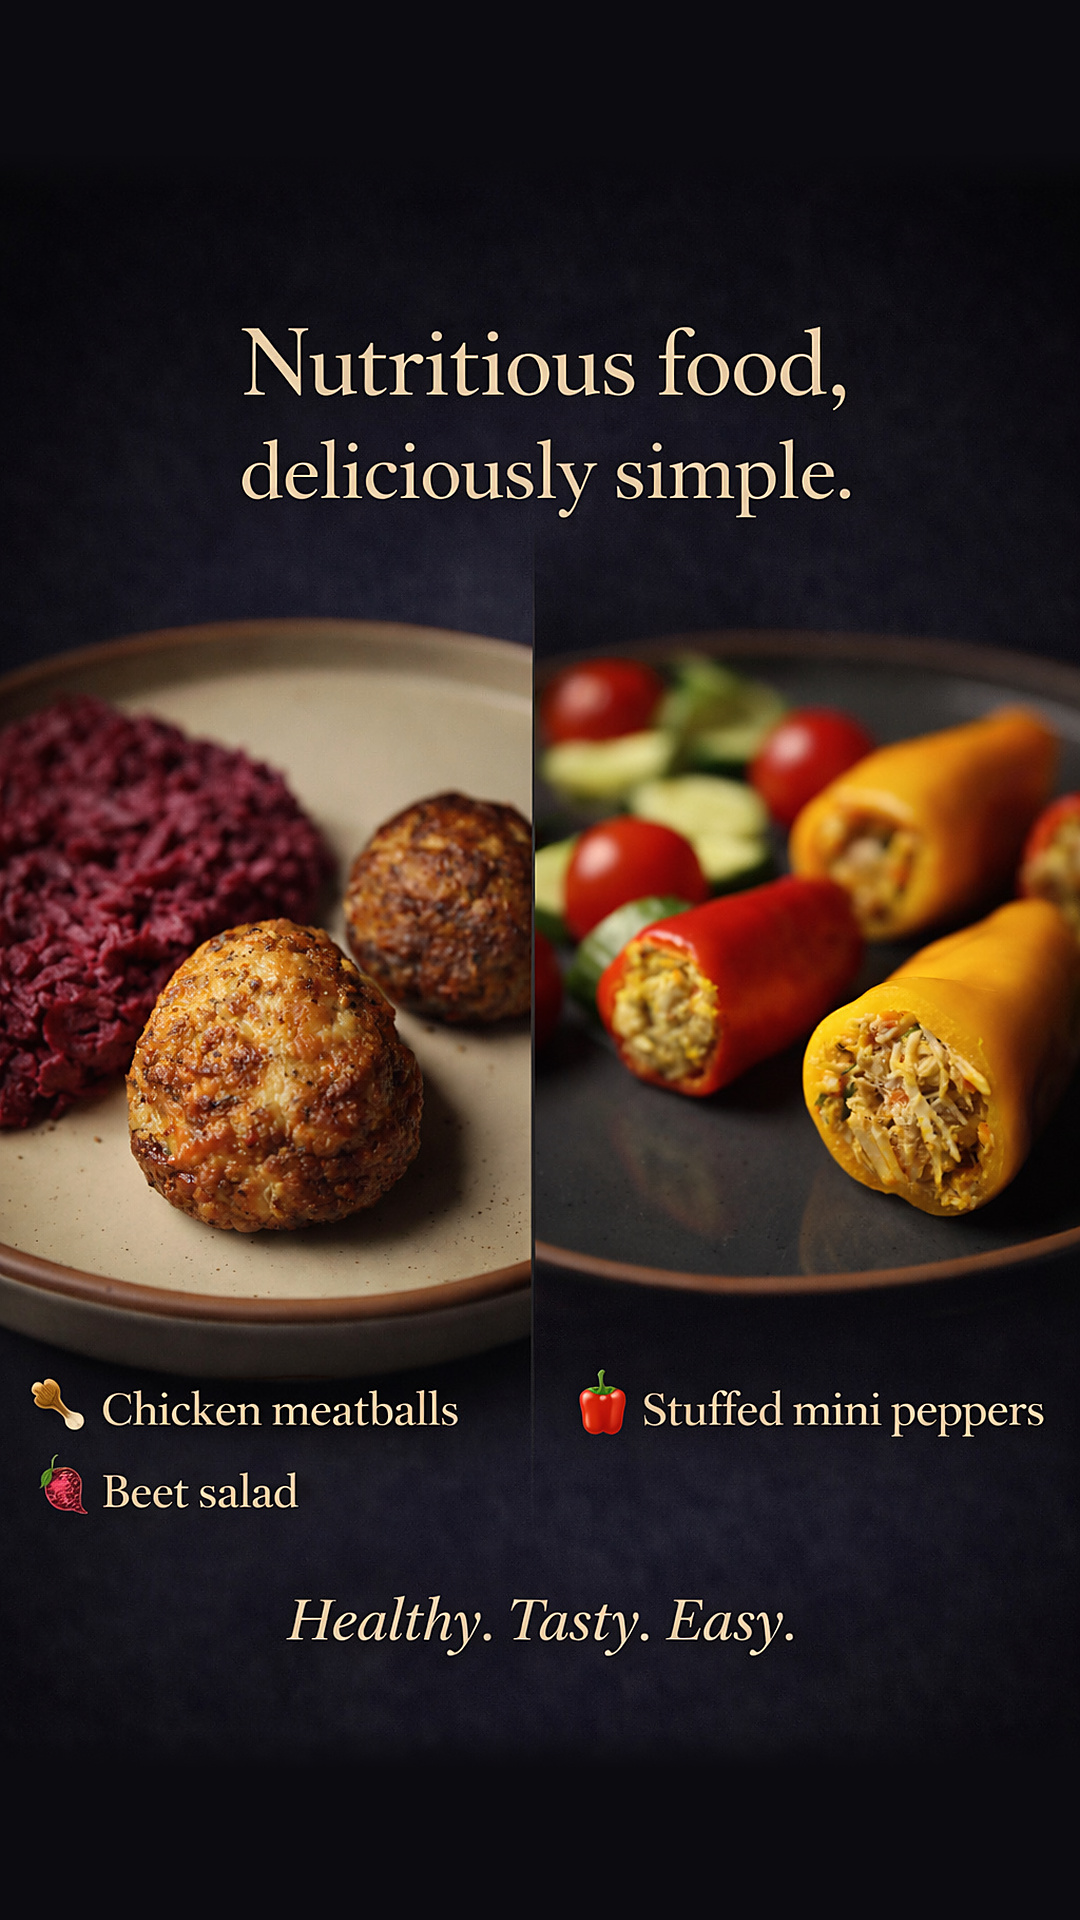 Nutritious food,
deliciously simple.
Chicken meatballs
Beet salad
Stuffed mini peppers
Healthy. Tasty. Easy.